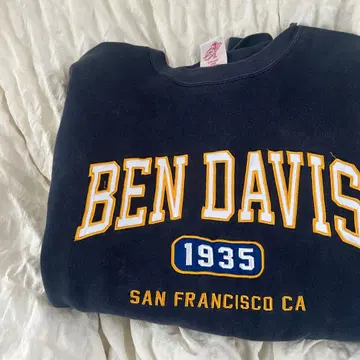 BEN DAVIS
1935
SAN FRANCISCO CA